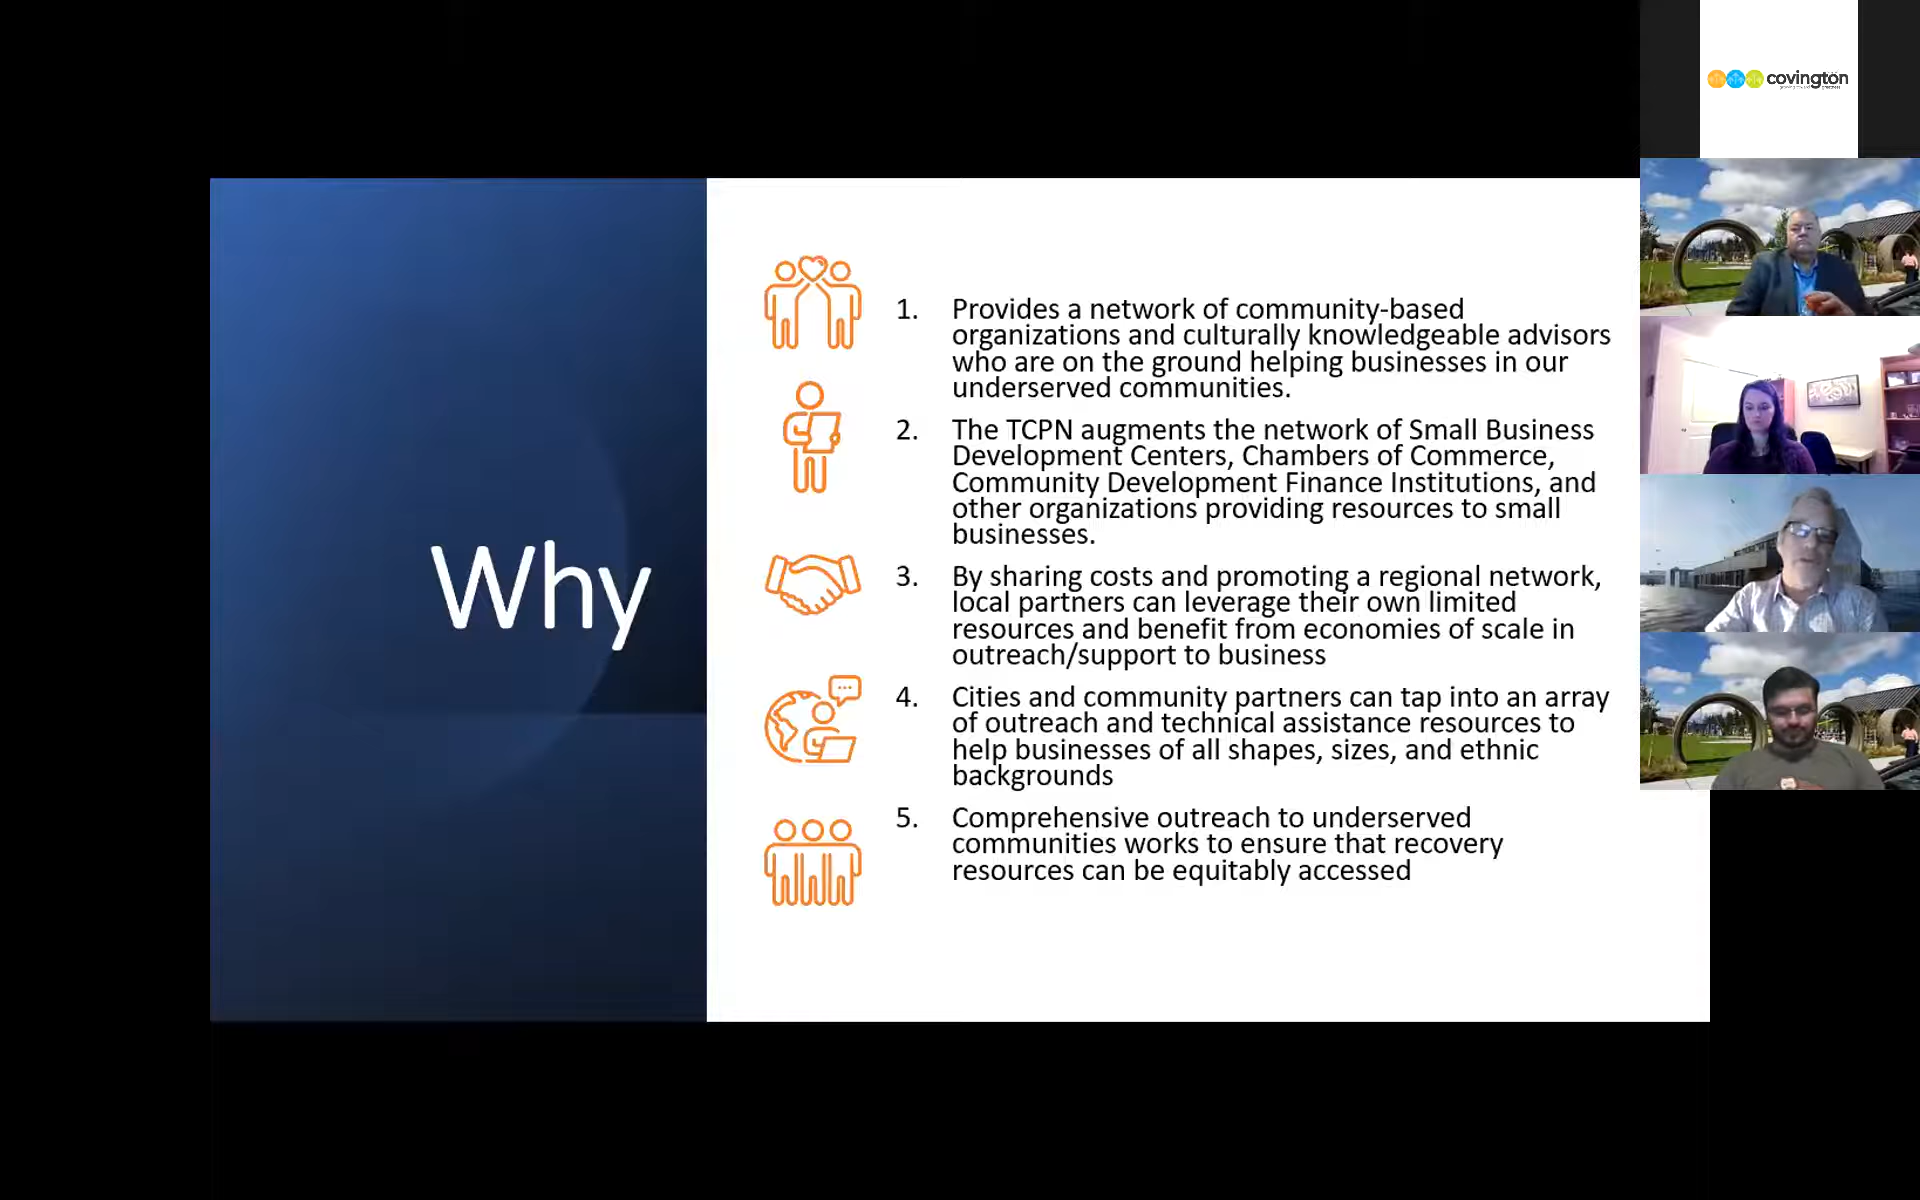 covington
Why
1. Provides a network of community-based
organizations and culturally knowledgeable advisors
who are on the ground helping businesses in our
underserved communities.
2. The TCPN augments the network of Small Business
Development Centers, Chambers of Commerce,
Community Development Finance Institutions, and
other organizations providing resources to small
businesses.
3. By sharing costs and promoting a regional network,
local partners can leverage their own limited
resources and benefit from economies of scale in
outreach/support to business
4. Cities and community partners can tap into an array
of outreach and technical assistance resources to
help businesses of all shapes, sizes, and ethnic
backgrounds
5. Comprehensive outreach to underserved
communities works to ensure that recovery
resources can be equitably accessed